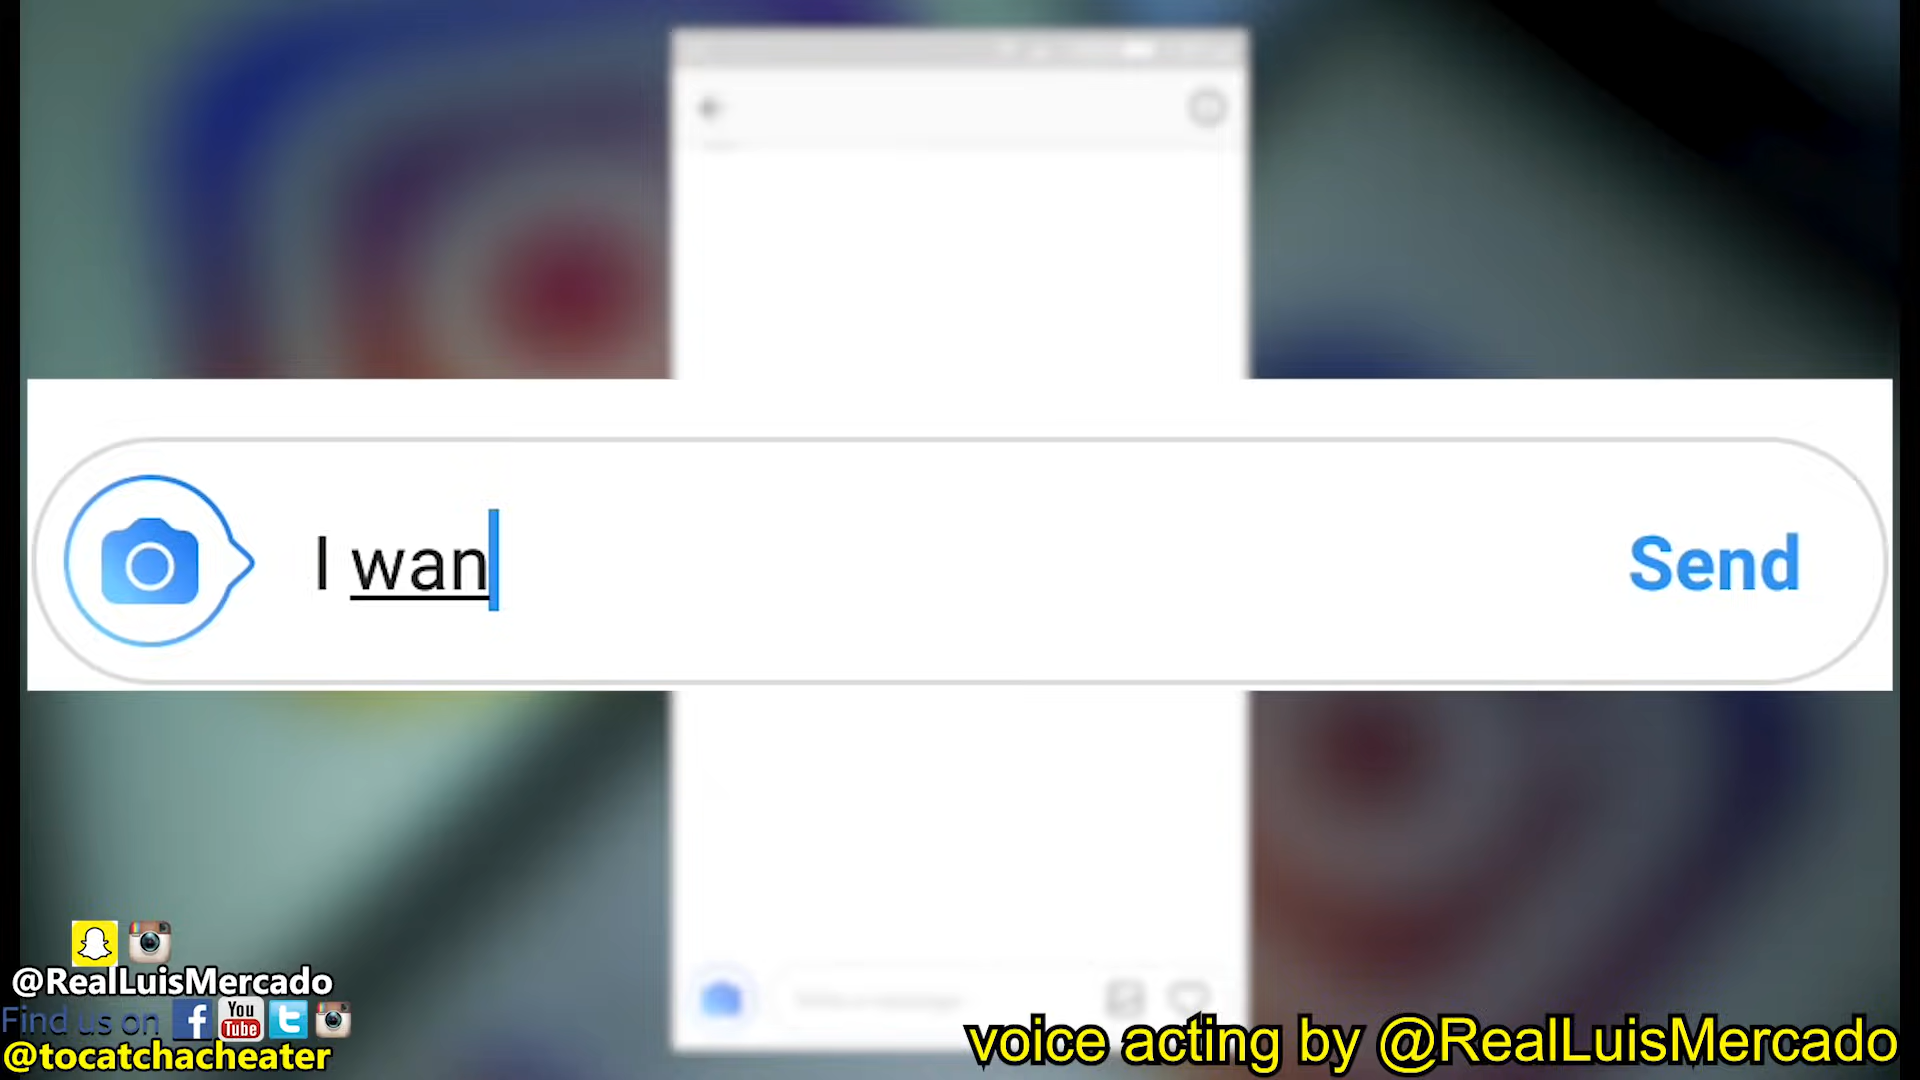 I wan
Send
@RealLuisMercado
Find us on
You
Tube
@tocatchacheater
voice acting by @RealLuisMercado